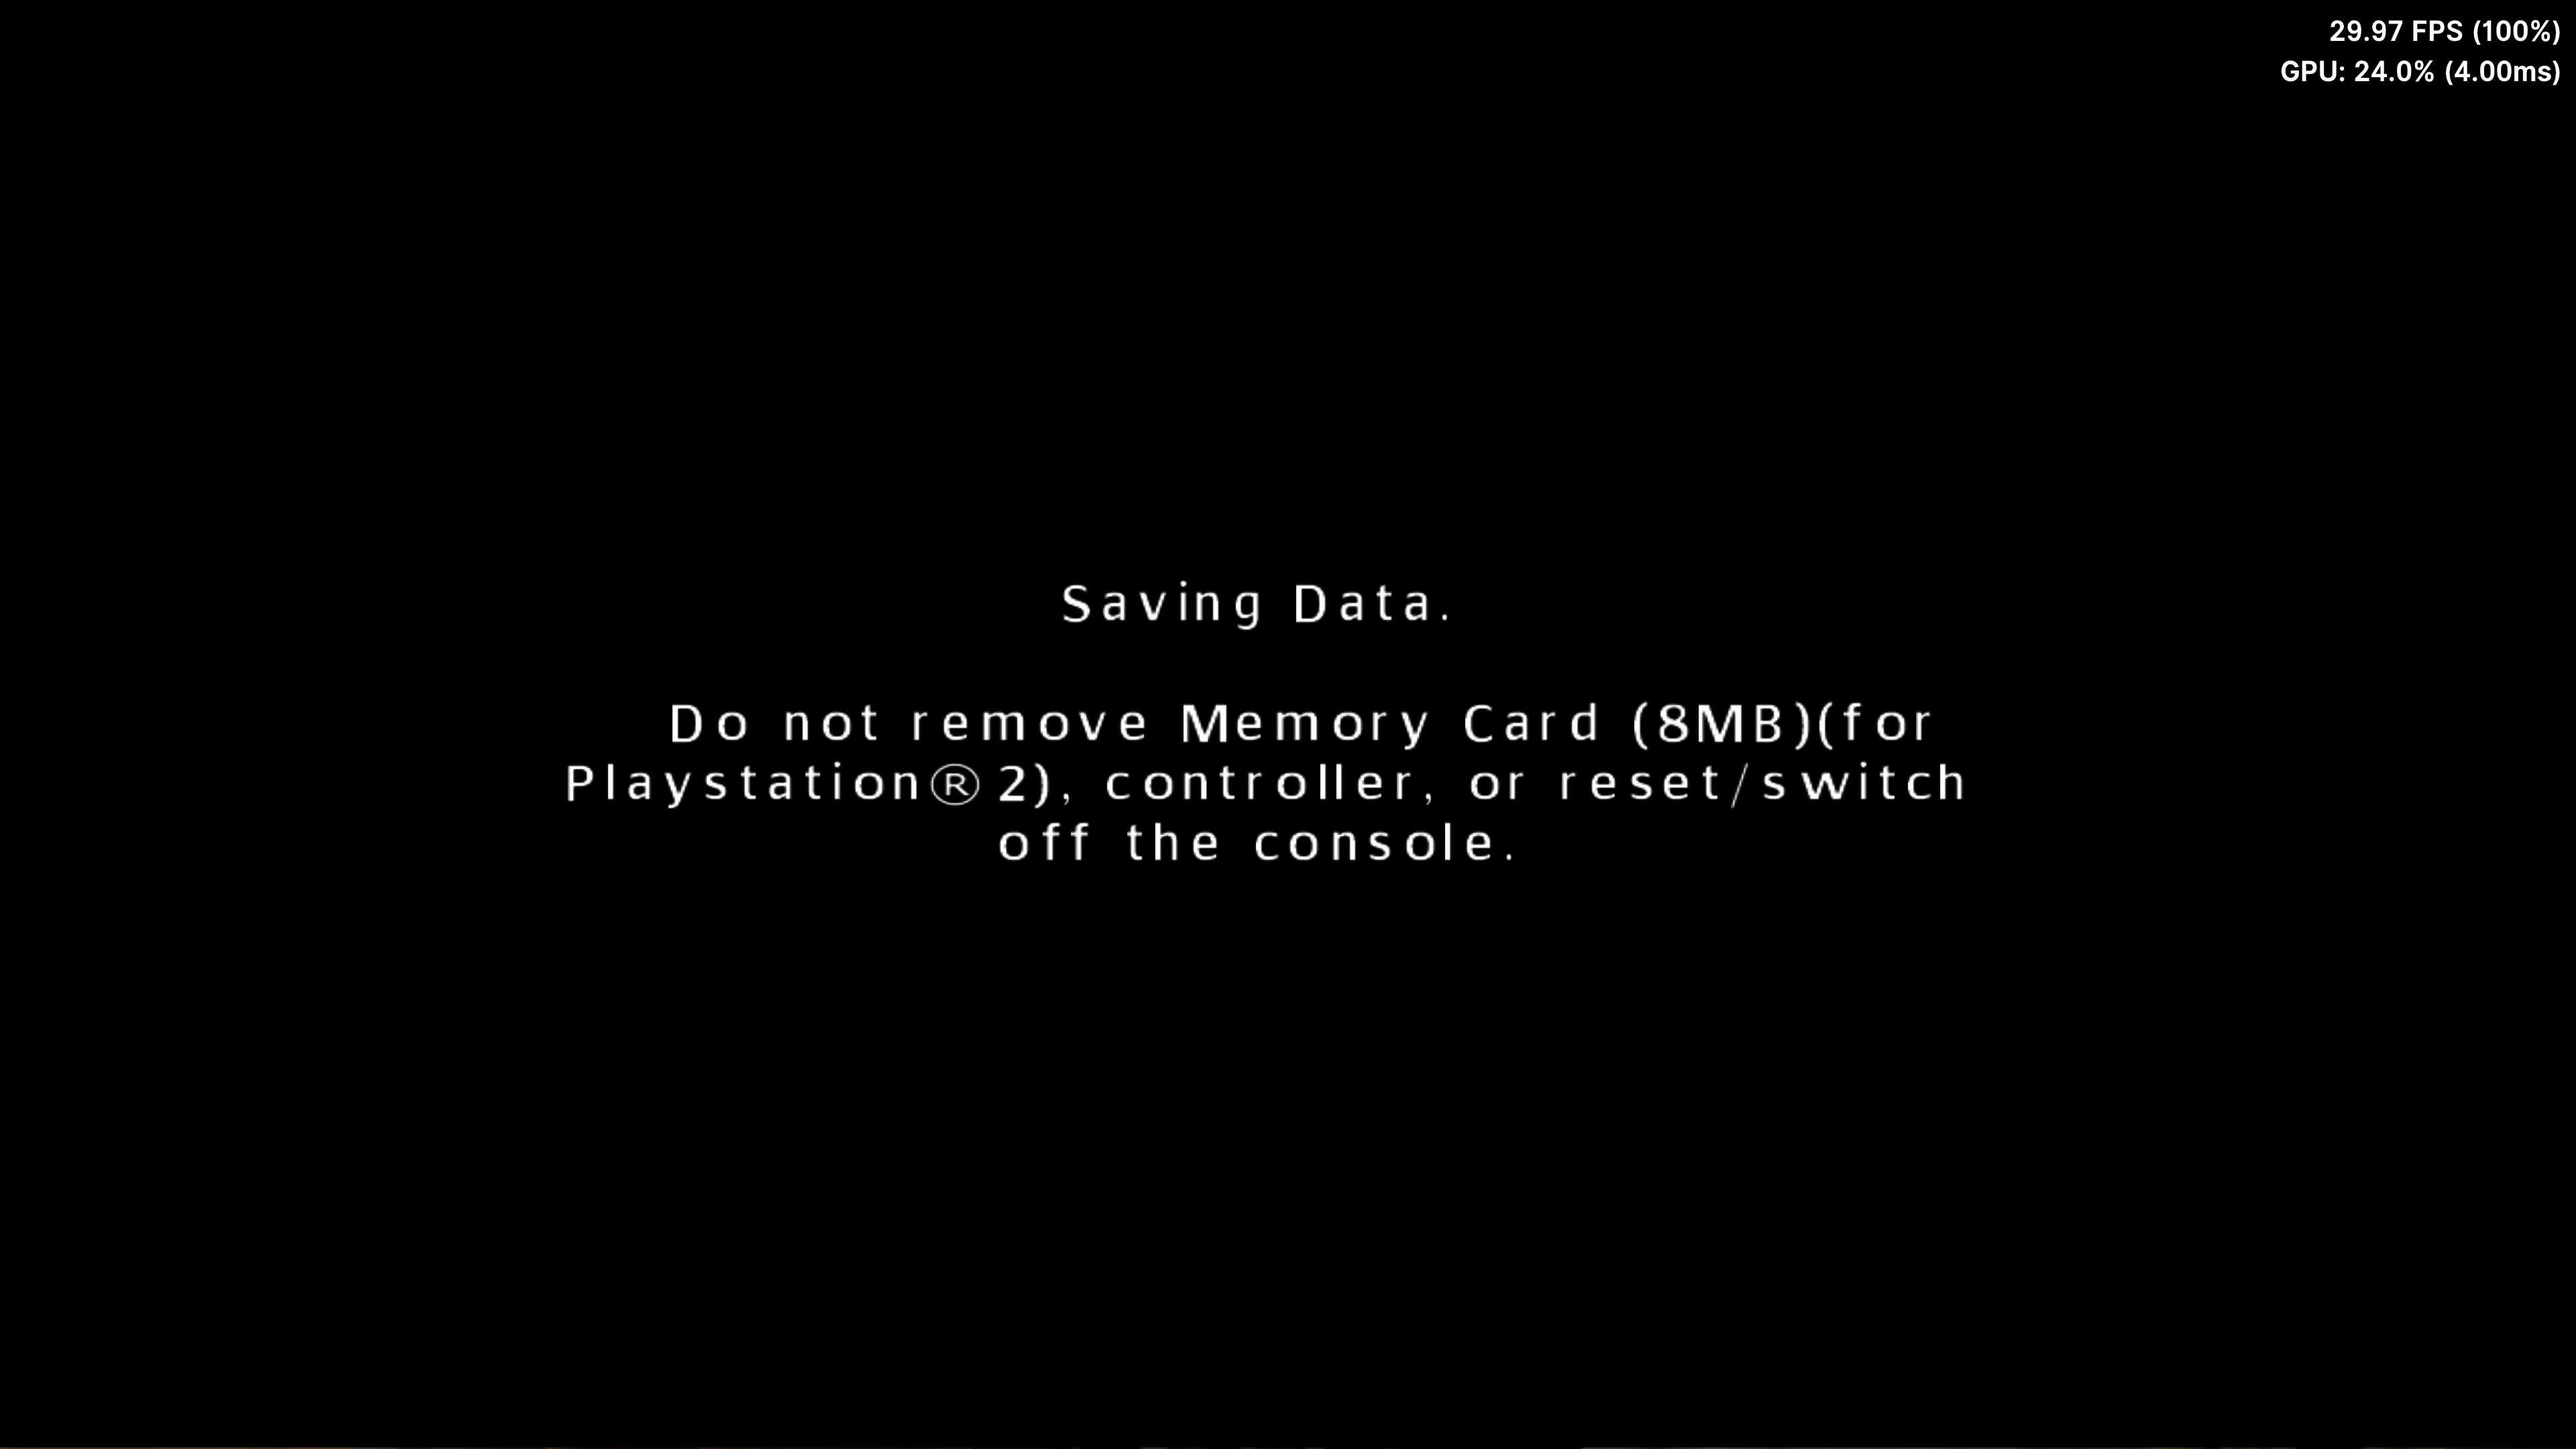 29.97 FPS (100%)
GPU: 24.0% (4.00ms)
Saving Data.
Do not remove Memory Card (8MB)(for
Playstation®2), controller, or reset/switch
off the console.